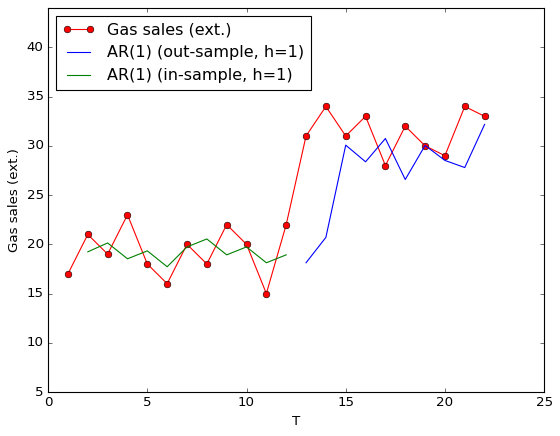 Gas sales (ext.)
AR(1) (out-sample, h=1)
AR(1) (in-sample, h=1)
40
35
30
25
20
15
10
5
Gas sales (ext.)
0 5 10 15 20 25
T